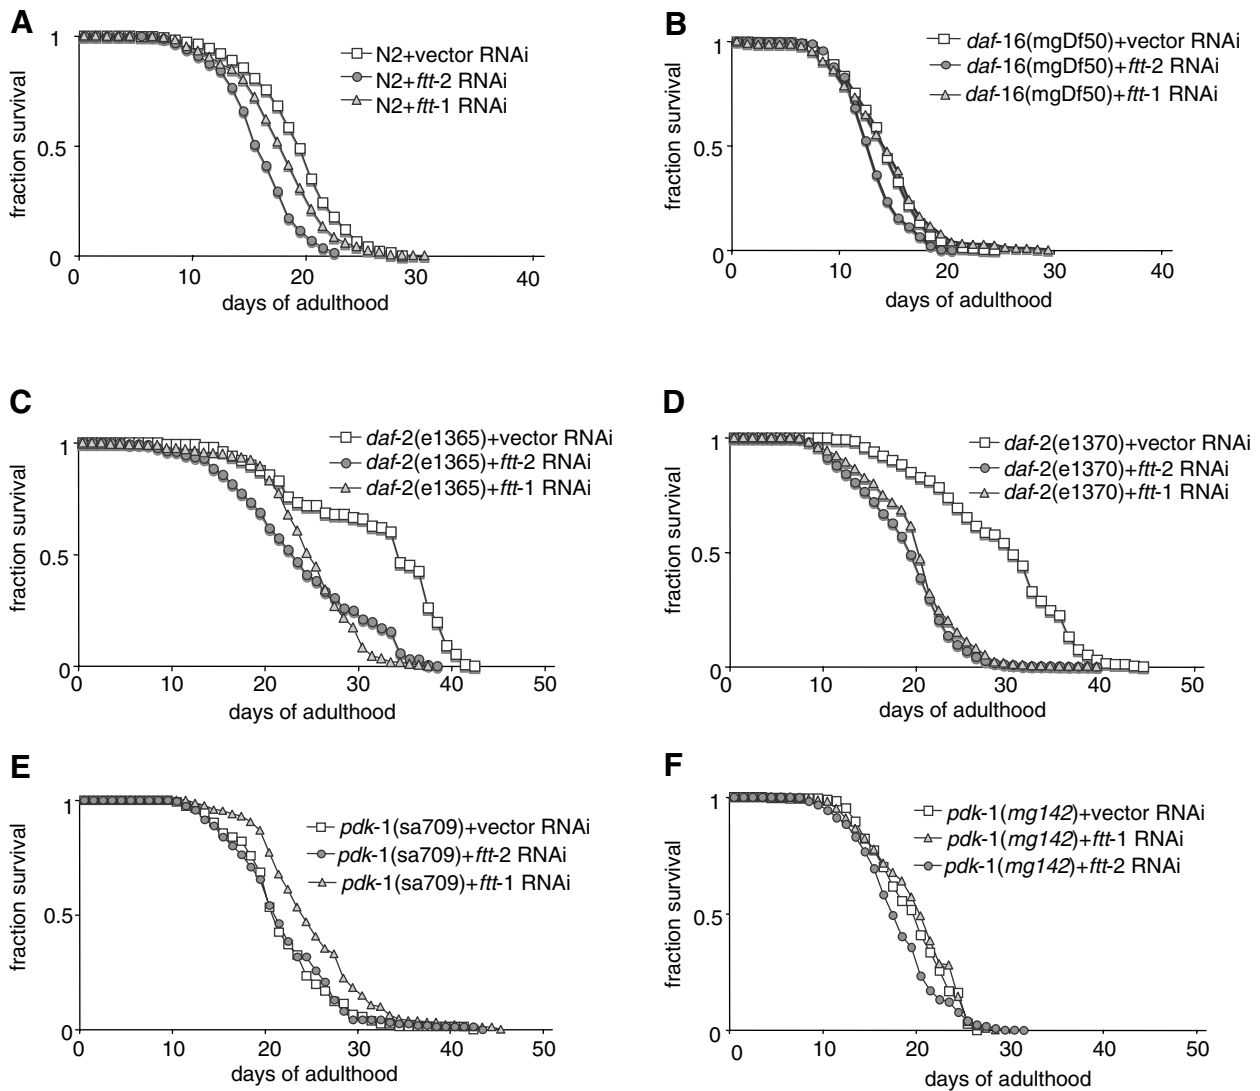 A
fraction survival
1
0.5
0
0
10
20
30
40
days of adulthood
N2+vector RNAi
N2+ftt-2 RNAi
N2+ftt-1 RNAi
B
fraction survival
1
0.5
0
0
10
20
30
40
days of adulthood
daf-16(mgDf50)+vector RNAi
daf-16(mgDf50)+ftt-2 RNAi
daf-16(mgDf50)+ftt-1 RNAi
C
fraction survival
1
0.5
0
0
10
20
30
40
50
days of adulthood
daf-2(e1365)+vector RNAi
daf-2(e1365)+ftt-2 RNAi
daf-2(e1365)+ftt-1 RNAi
D
fraction survival
1
0.5
0
0
10
20
30
40
50
days of adulthood
daf-2(e1370)+vector RNAi
daf-2(e1370)+ftt-2 RNAi
daf-2(e1370)+ftt-1 RNAi
E
fraction survival
1
0.5
0
0
10
20
30
40
50
days of adulthood
pdk-1(sa709)+vector RNAi
pdk-1(sa709)+ftt-2 RNAi
pdk-1(sa709)+ftt-1 RNAi
F
fraction survival
1
0.5
0
0
10
20
30
40
50
days of adulthood
pdk-1(mg142)+vector RNAi
pdk-1(mg142)+ftt-1 RNAi
pdk-1(mg142)+ftt-2 RNAi